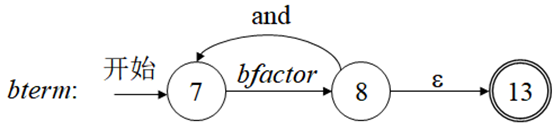 and
bterm: 开始 7 bfactor 8 ε 13